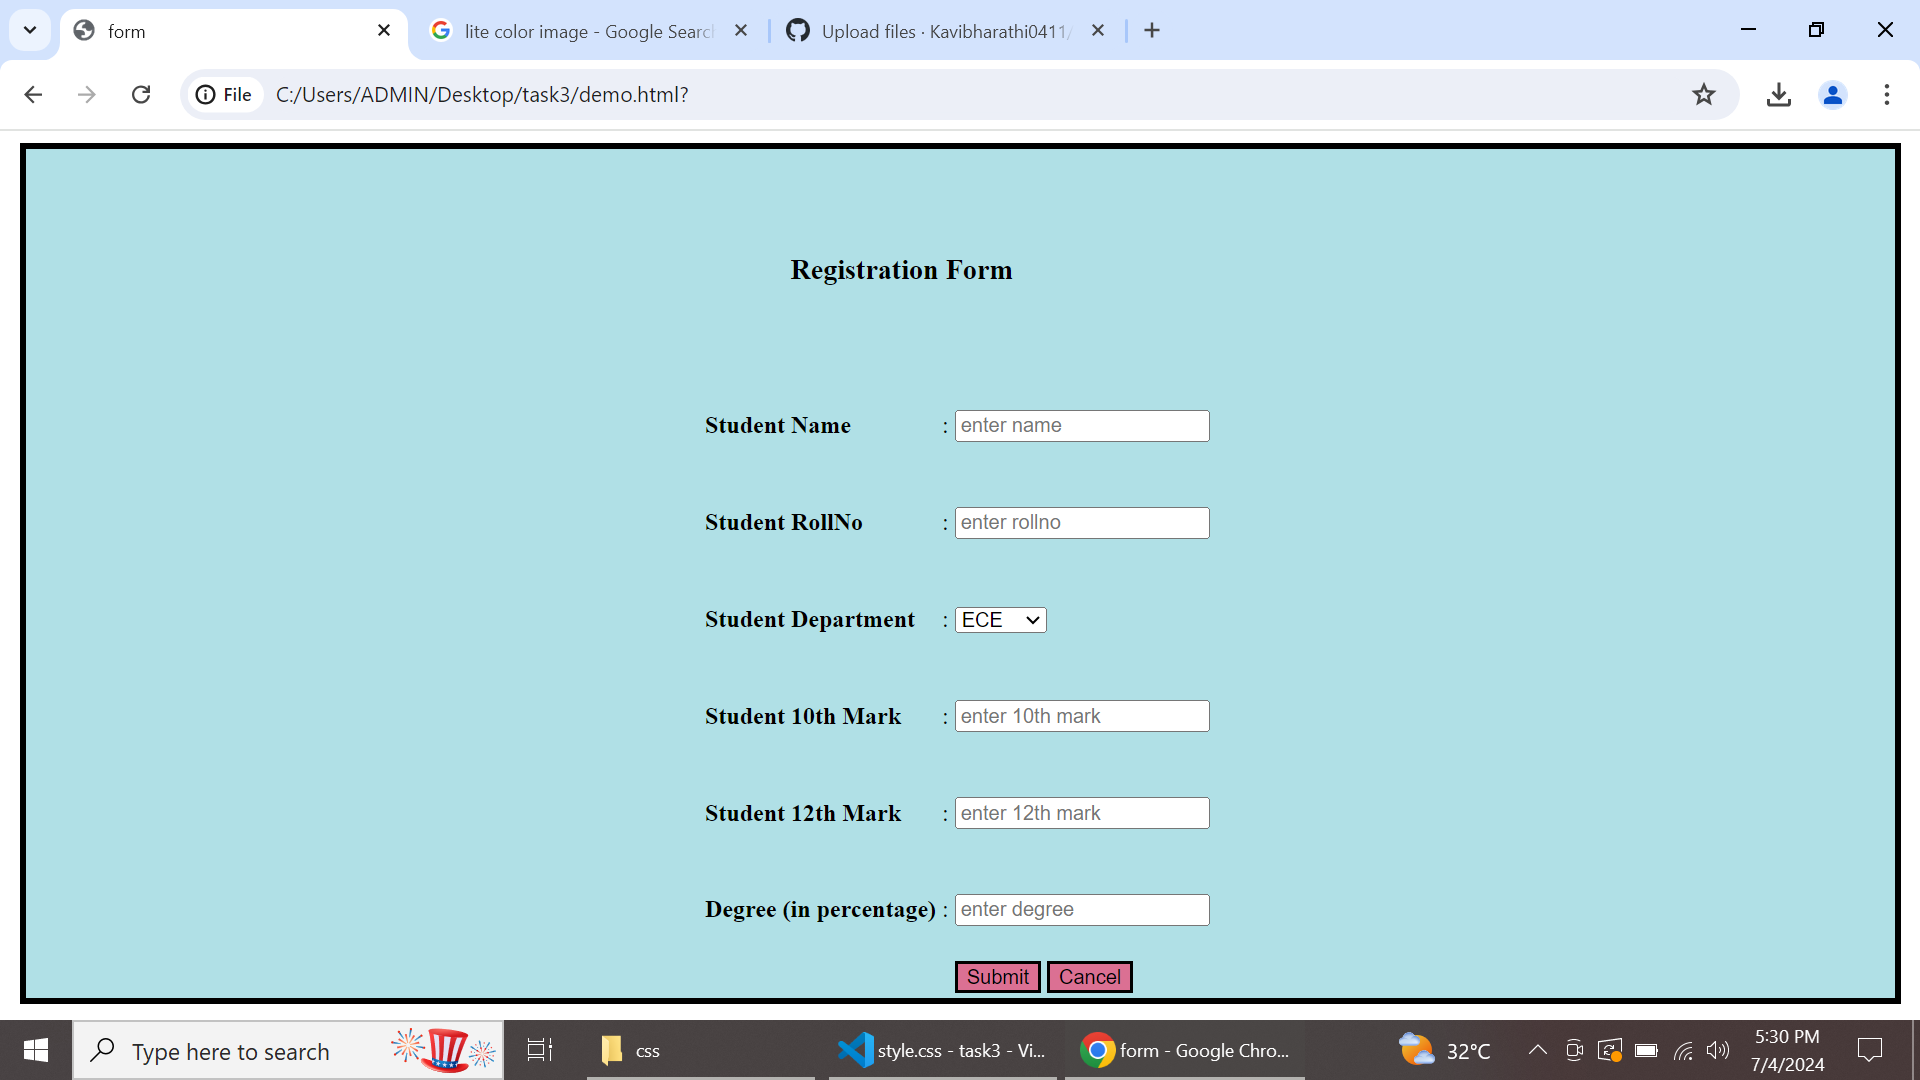 form
lite color image - Google Searc
Upload files · Kavibharathi0411/
File
C:/Users/ADMIN/Desktop/task3/demo.html?
Registration Form
Student Name : enter name
Student RollNo : enter rollno
Student Department : ECE
Student 10th Mark : enter 10th mark
Student 12th Mark : enter 12th mark
Degree (in percentage) : enter degree
Submit Cancel
Type here to search
css
style.css - task3 - Vi...
form - Google Chro...
32°C
5:30 PM
7/4/2024